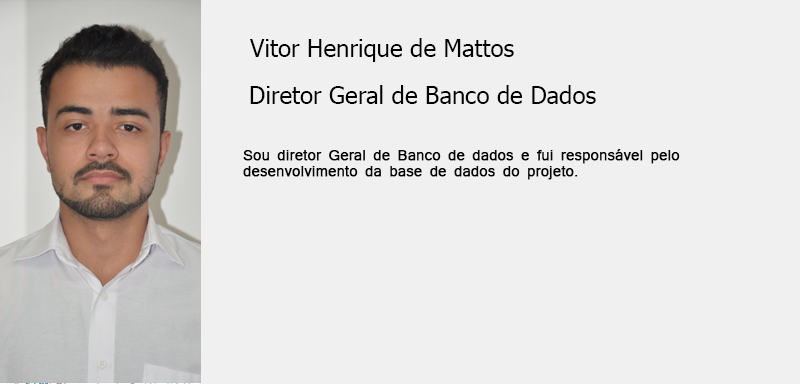 Vitor Henrique de Mattos
Diretor Geral de Banco de Dados
Sou diretor Geral de Banco de dados e fui responsável pelo
desenvolvimento da base de dados do projeto.